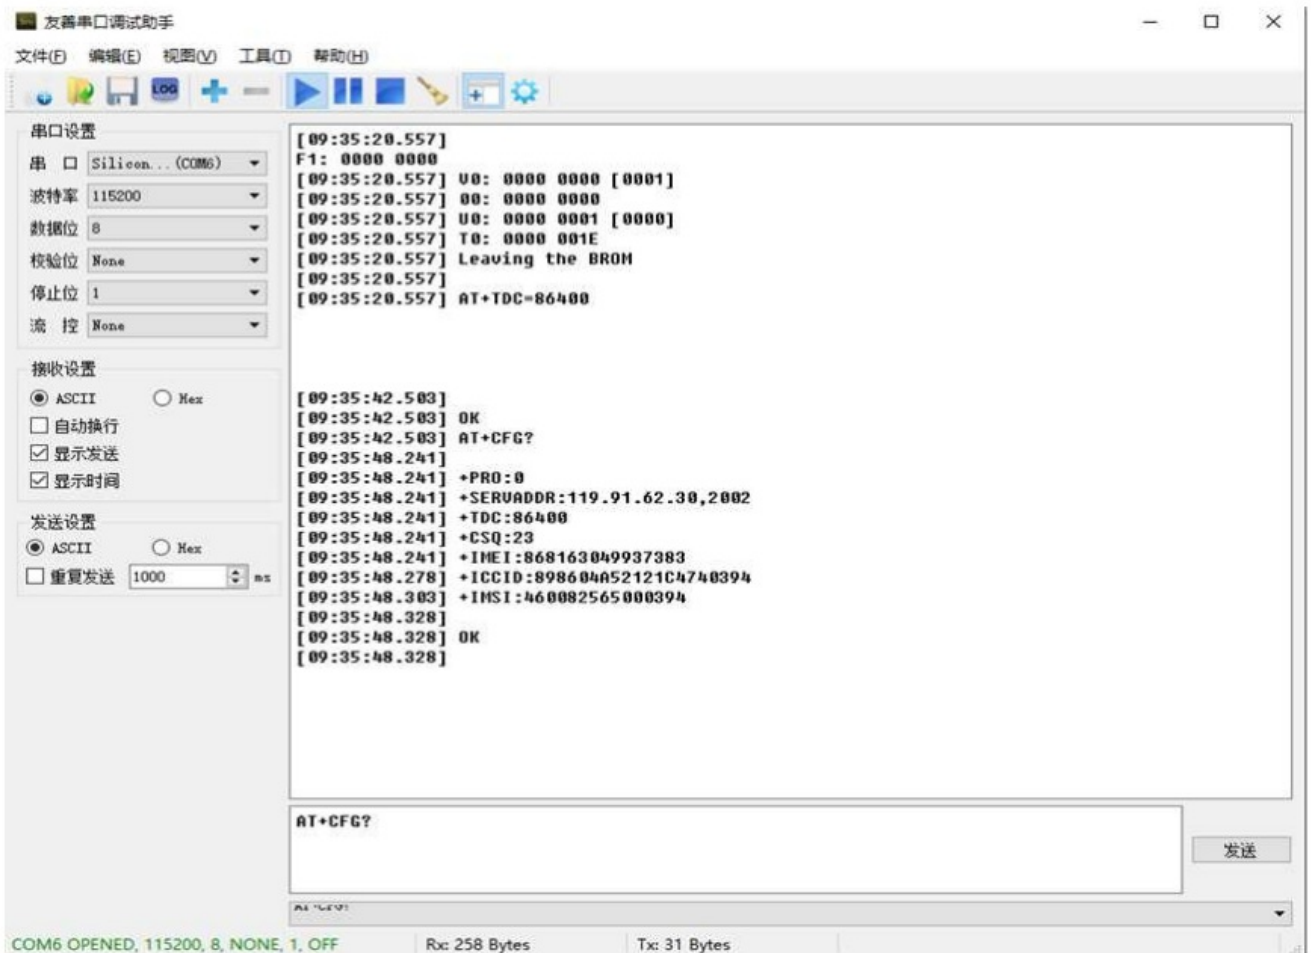 友善串口调试助手
文件(F) 编辑(E) 视图(V) 工具(T) 帮助(H)
LOG
串口设置
串 口 Silicon...(COM6)
波特率 115200
数据位 8
校验位 None
停止位 1
流 控 None
接收设置
ASCII Hex
自动换行
显示发送
显示时间
发送设置
ASCII Hex
重复发送 1000 ms
[09:35:20.557]
F1: 0000 0000
[09:35:20.557] V0: 0000 0000 [0001]
[09:35:20.557] 00: 0000 0000
[09:35:20.557] U0: 0000 0001 [0000]
[09:35:20.557] T0: 0000 001E
[09:35:20.557] Leaving the BROM
[09:35:20.557]
[09:35:20.557] AT+TDC=86400
[09:35:42.503]
[09:35:42.503] OK
[09:35:42.503] AT+CFG?
[09:35:48.241]
[09:35:48.241] +PRO:0
[09:35:48.241] +SERVADDR:119.91.62.30,2002
[09:35:48.241] +TDC:86400
[09:35:48.241] +CSQ:23
[09:35:48.241] +IMEI:868163049937383
[09:35:48.278] +ICCID:898604A52121C4740394
[09:35:48.303] +IMSI:460082565000394
[09:35:48.328]
[09:35:48.328] OK
[09:35:48.328]
AT+CFG?
发送
AT+CFG?
COM6 OPENED, 115200, 8, NONE, 1, OFF Rx: 258 Bytes Tx: 31 Bytes